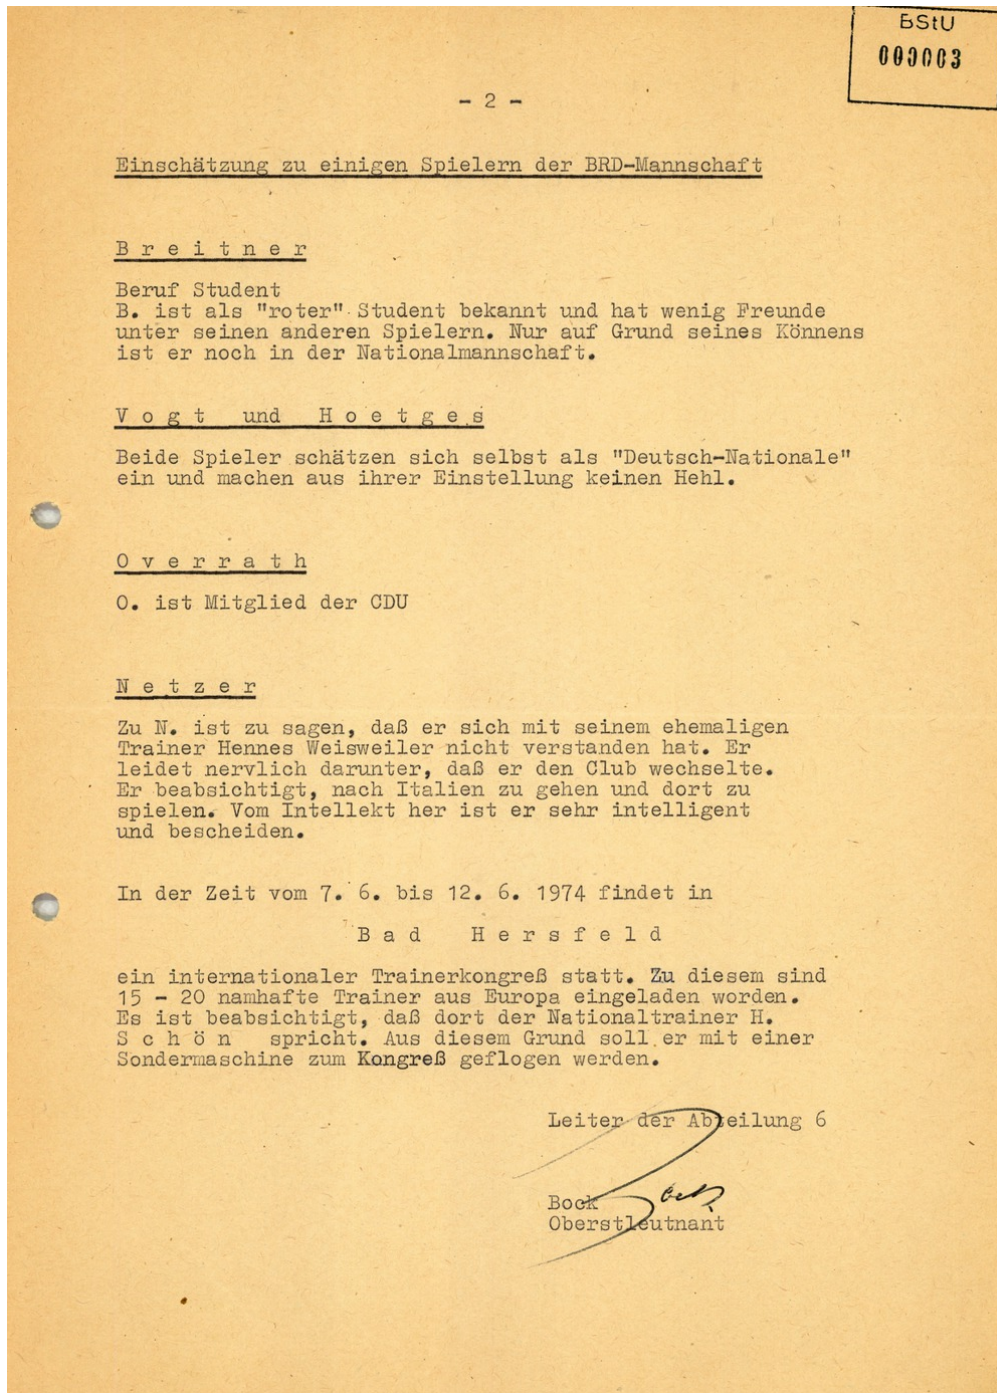 BStU
000003
- 2 -
Einschätzung zu einigen Spielern der BRD-Mannschaft
B r e i t n e r
Beruf Student
B. ist als "roter" Student bekannt und hat wenig Freunde
unter seinen anderen Spielern. Nur auf Grund seines Könnens
ist er noch in der Nationalmannschaft.
V o g t und H o e t g e s
Beide Spieler schätzen sich selbst als "Deutsch-Nationale"
ein und machen aus ihrer Einstellung keinen Hehl.
O v e r r a t h
O. ist Mitglied der CDU
N e t z e r
Zu N. ist zu sagen, daß er sich mit seinem ehemaligen
Trainer Hennes Weisweiler nicht verstanden hat. Er
leidet nervlich darunter, daß er den Club wechselte.
Er beabsichtigt, nach Italien zu gehen und dort zu
spielen. Vom Intellekt her ist er sehr intelligent
und bescheiden.
In der Zeit vom 7. 6. bis 12. 6. 1974 findet in
B a d H e r s f e l d
ein internationaler Trainerkongreß statt. Zu diesem sind
15 - 20 namhafte Trainer aus Europa eingeladen worden.
Es ist beabsichtigt, daß dort der Nationaltrainer H.
S c h ö n spricht. Aus diesem Grund soll er mit einer
Sondermaschine zum Kongreß geflogen werden.
Leiter der Abteilung 6
Bock
Oberstleutnant